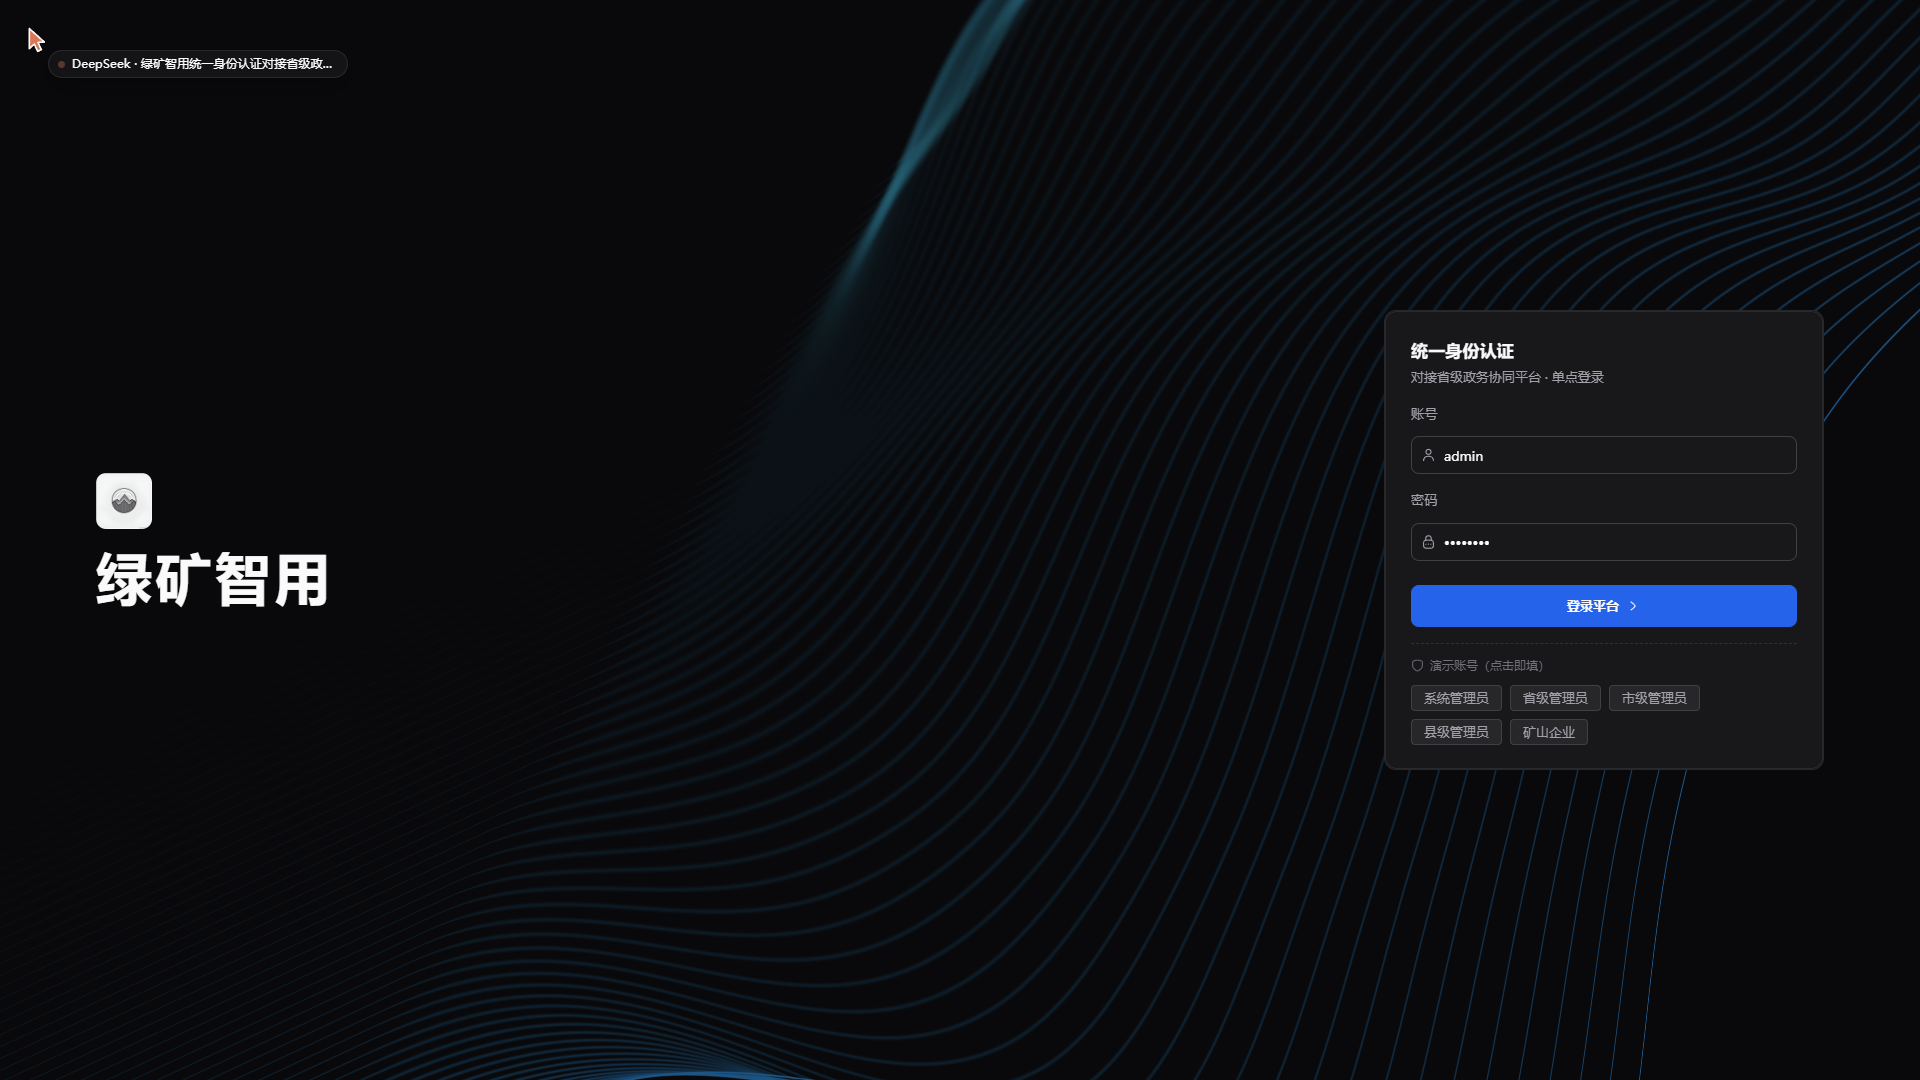 DeepSeek · 绿矿智用统一身份认证对接省级政...
绿矿智用
统一身份认证
对接省级政务协同平台 · 单点登录
账号
admin
密码
••••••••
登录平台
演示账号（点击即填）
系统管理员 省级管理员 市级管理员
县级管理员 矿山企业